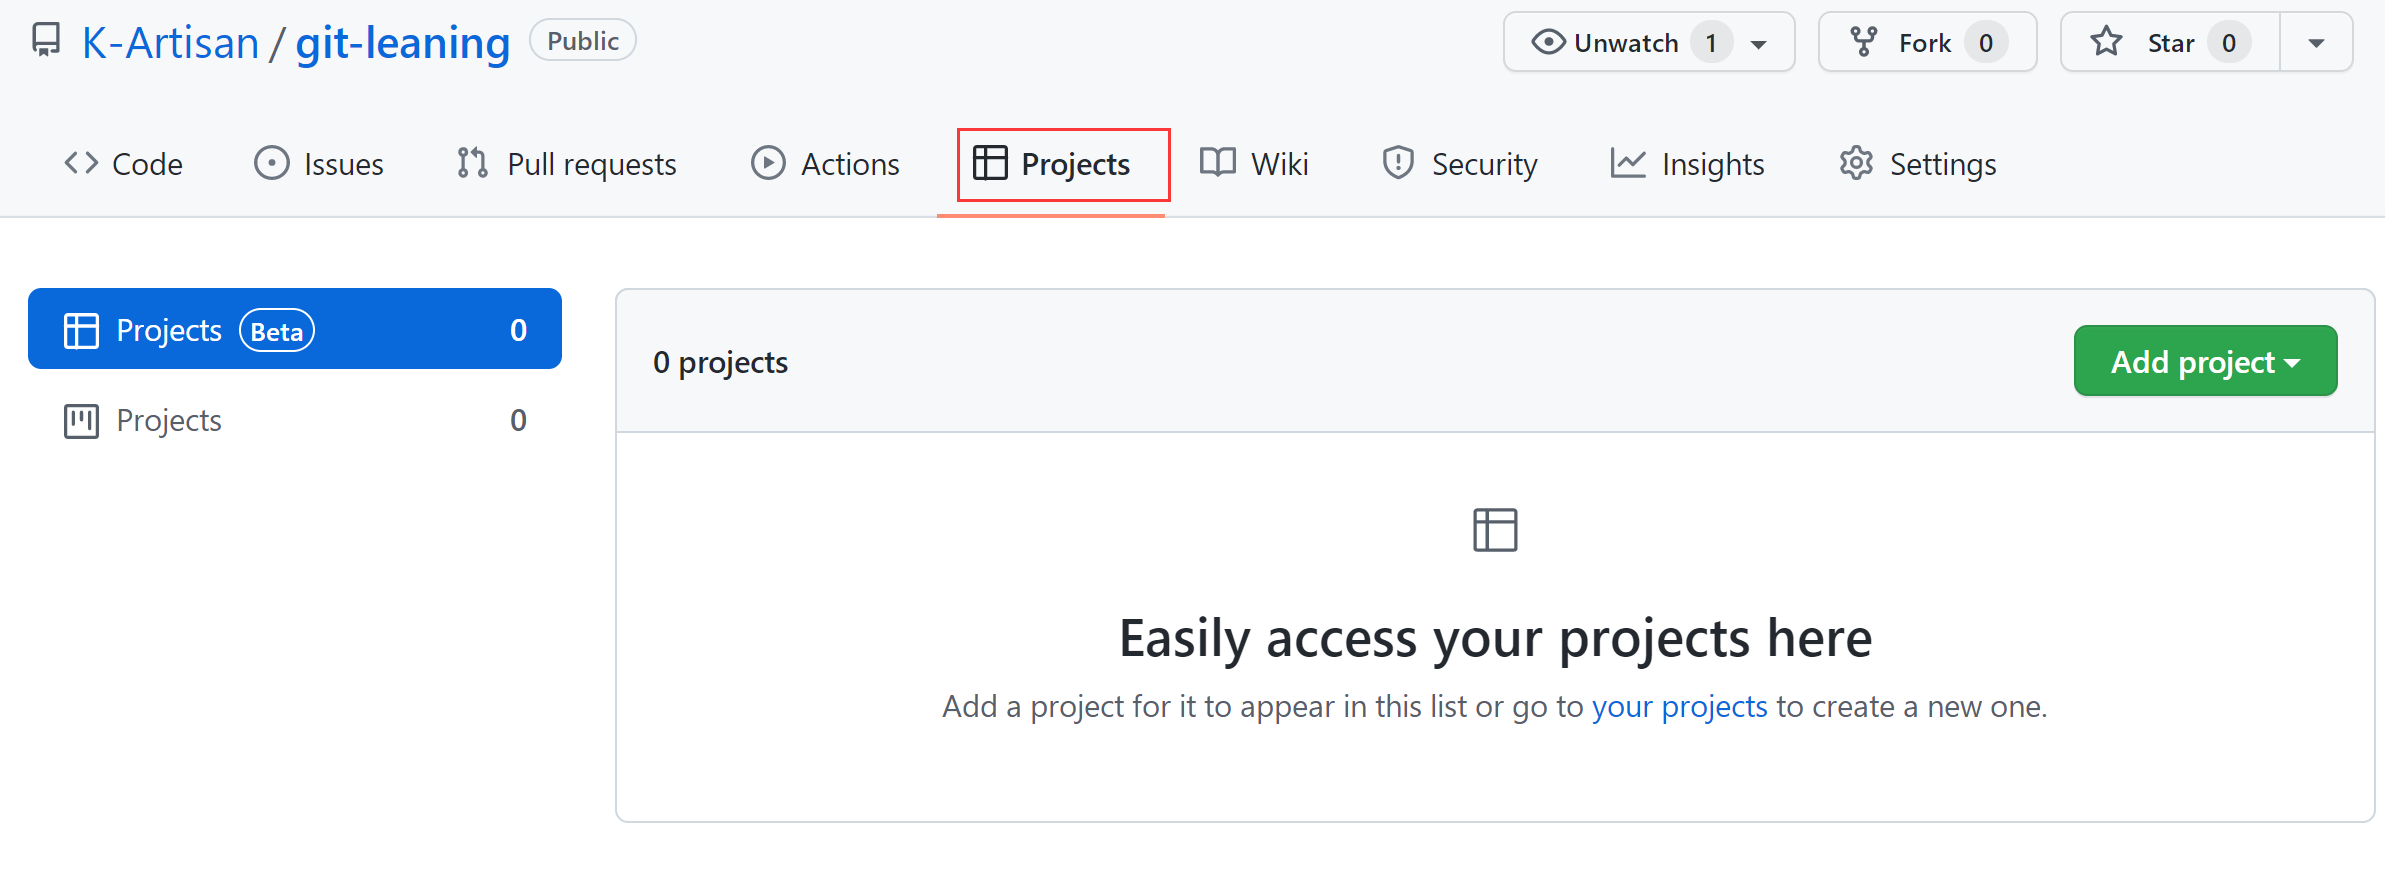 K-Artisan / git-leaning Public Unwatch 1 Fork 0 Star 0
Code Issues Pull requests Actions Projects Wiki Security Insights Settings
Projects Beta 0
Projects 0
0 projects Add project
Easily access your projects here
Add a project for it to appear in this list or go to your projects to create a new one.